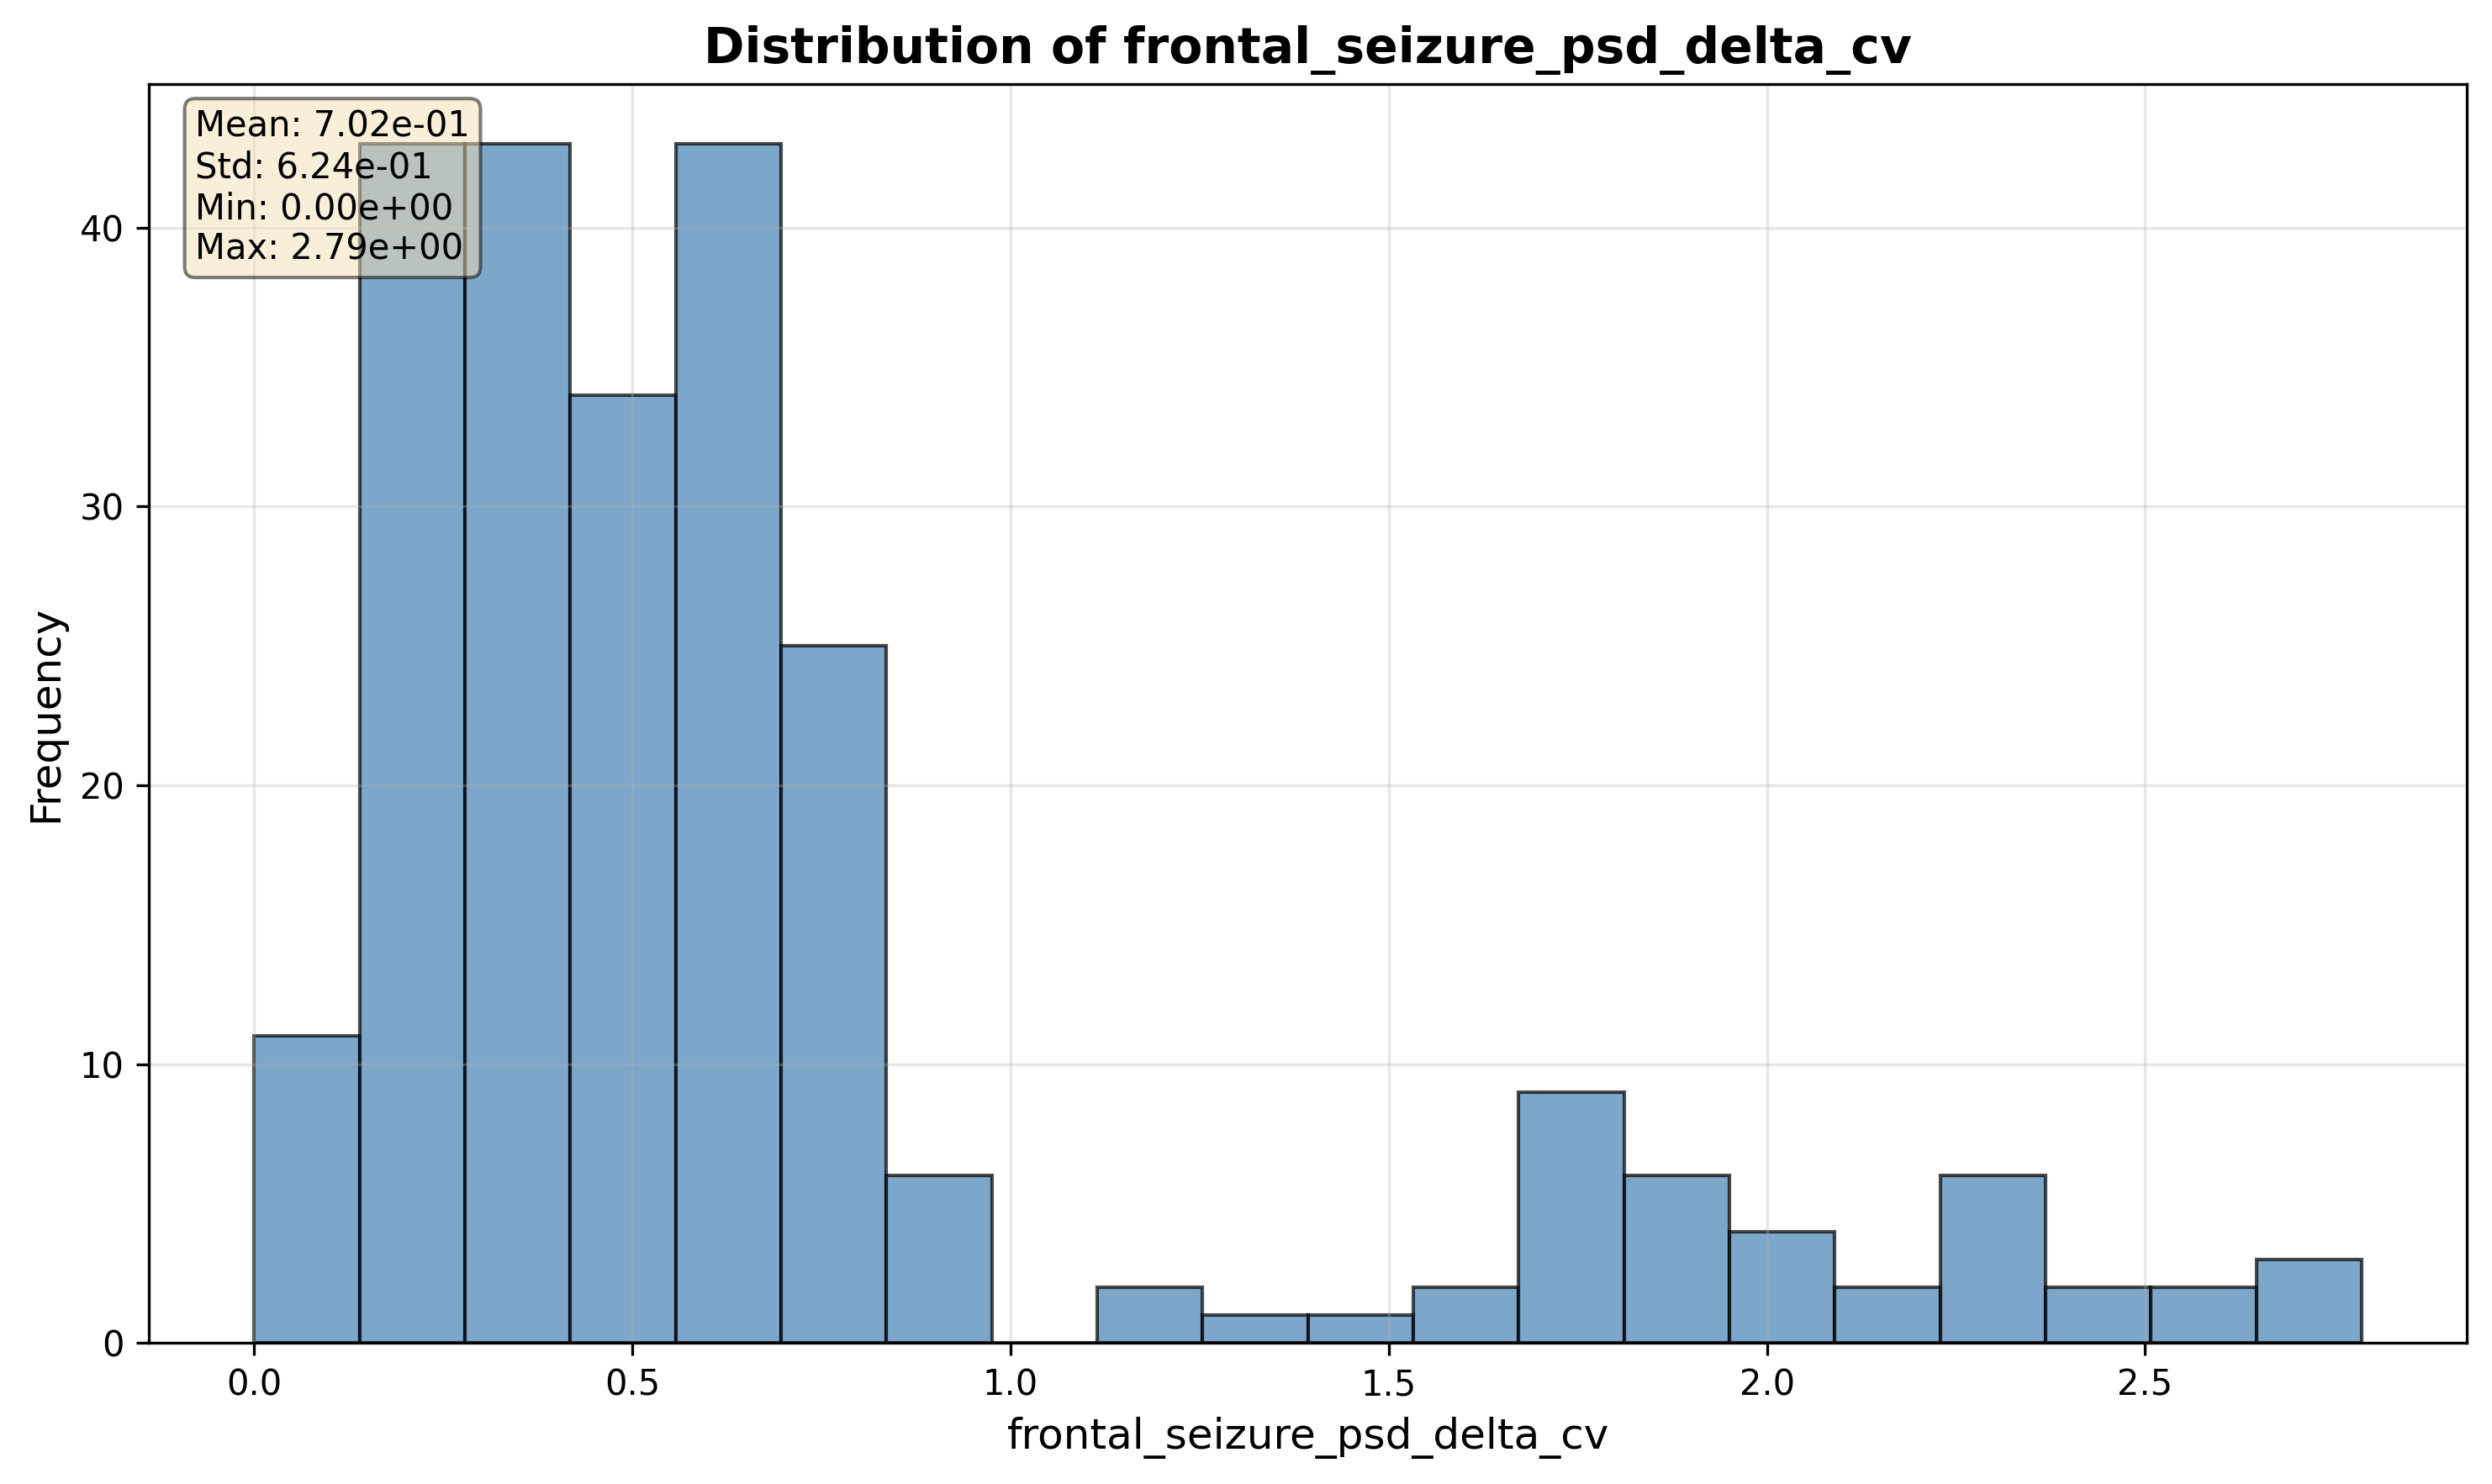 Distribution of frontal_seizure_psd_delta_cv
Mean: 7.02e-01
Std: 6.24e-01
Min: 0.00e+00
Max: 2.79e+00
Frequency
40
30
20
10
0
0.0 0.5 1.0 1.5 2.0 2.5
frontal_seizure_psd_delta_cv